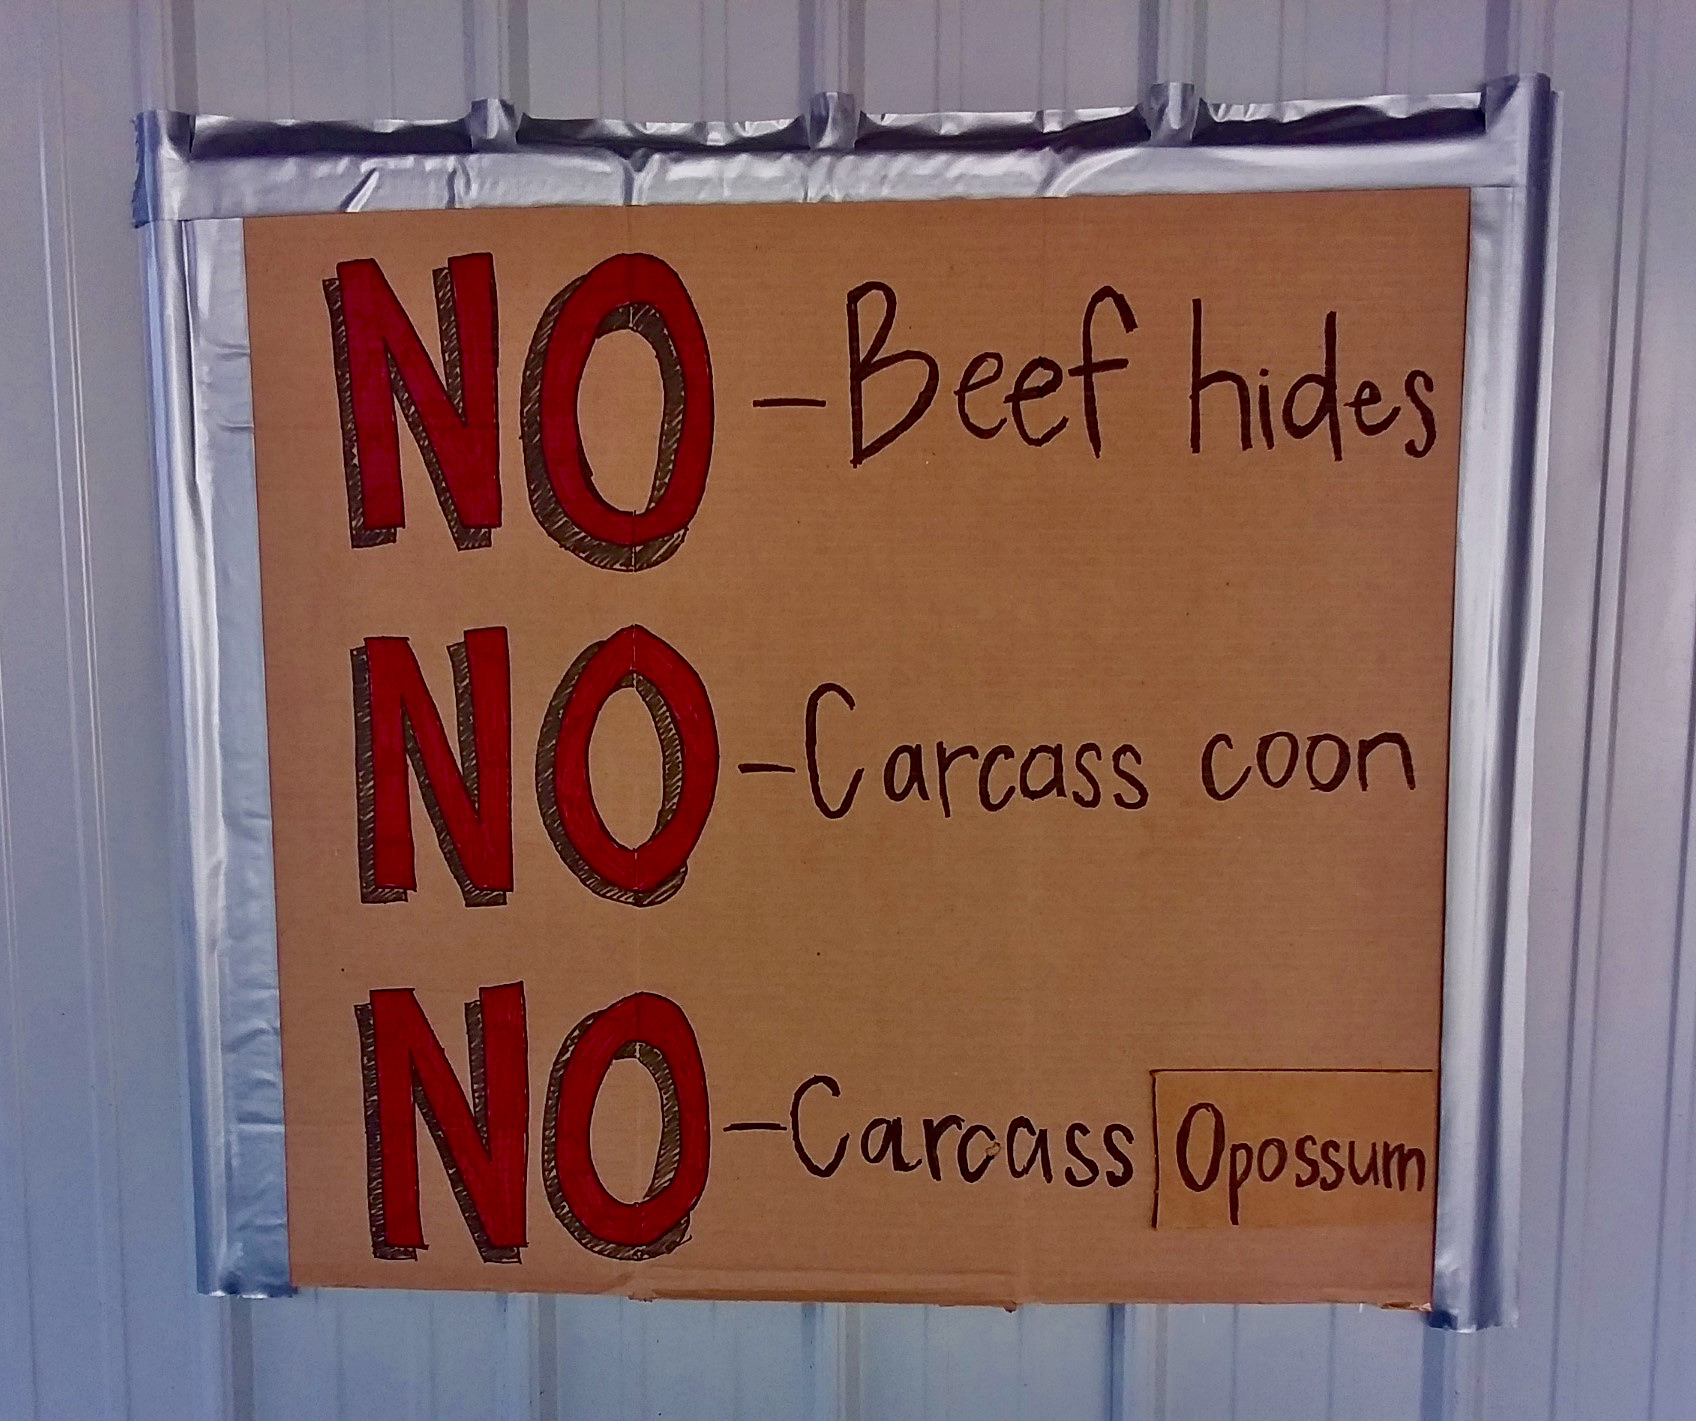 NO - Beef hides
NO - Carcass coon
NO - Carcass Opossum